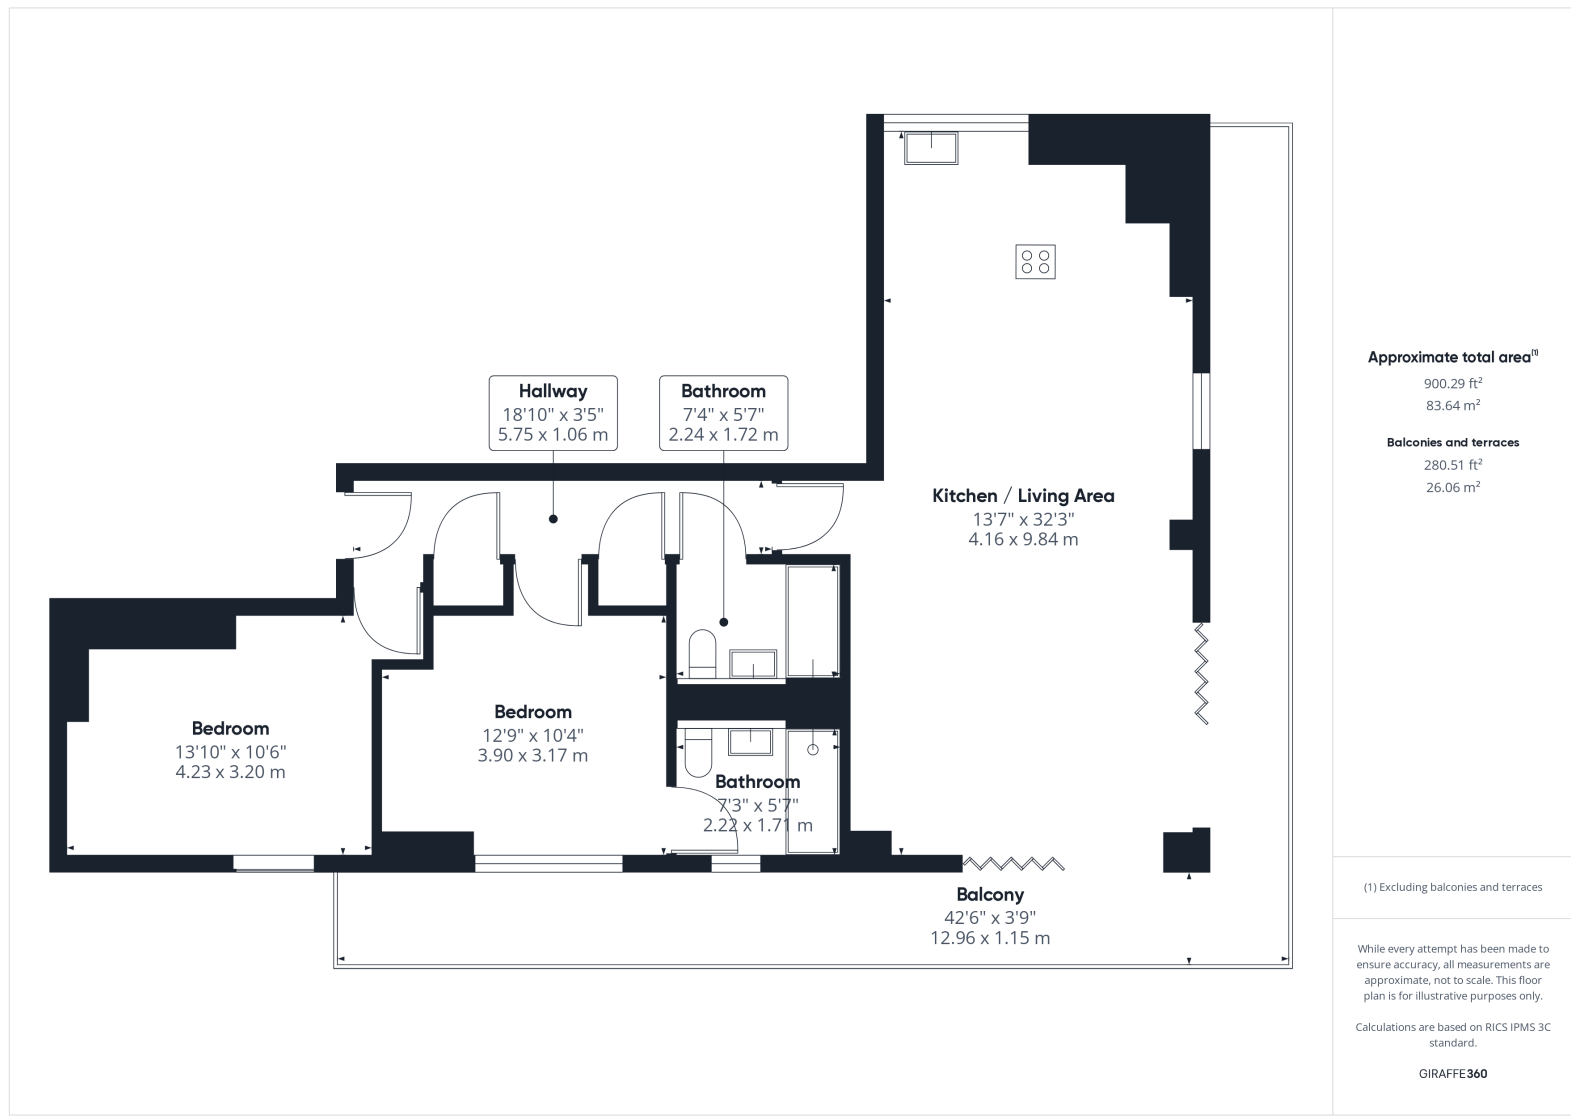 Hallway
18'10" x 3'5"
5.75 x 1.06 m
Bathroom
7'4" x 5'7"
2.24 x 1.72 m
Kitchen / Living Area
13'7" x 32'3"
4.16 x 9.84 m
Bedroom
13'10" x 10'6"
4.23 x 3.20 m
Bedroom
12'9" x 10'4"
3.90 x 3.17 m
Bathroom
7'3" x 5'7"
2.22 x 1.71 m
Balcony
42'6" x 3'9"
12.96 x 1.15 m
Approximate total area(1)
900.29 ft²
83.64 m²
Balconies and terraces
280.51 ft²
26.06 m²
(1) Excluding balconies and terraces
While every attempt has been made to
ensure accuracy, all measurements are
approximate, not to scale. This floor
plan is for illustrative purposes only.
Calculations are based on RICS IPMS 3C
standard.
GIRAFFE360